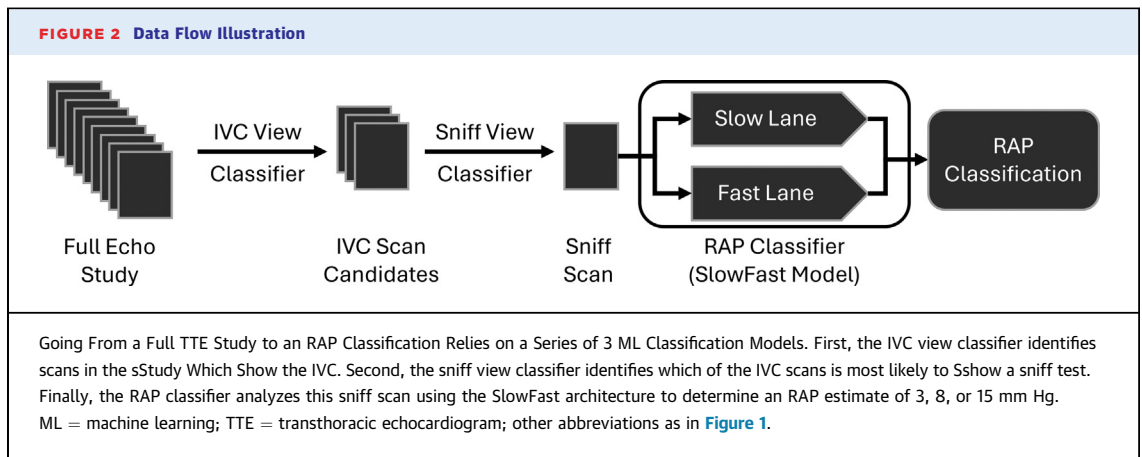 FIGURE 2 Data Flow Illustration
IVC View
Classifier
Sniff View
Classifier
Slow Lane
Fast Lane
RAP
Classification
Full Echo
Study
IVC Scan
Candidates
Sniff
Scan
RAP Classifier
(SlowFast Model)
Going From a Full TTE Study to an RAP Classification Relies on a Series of 3 ML Classification Models. First, the IVC view classifier identifies
scans in the sStudy Which Show the IVC. Second, the sniff view classifier identifies which of the IVC scans is most likely to Sshow a sniff test.
Finally, the RAP classifier analyzes this sniff scan using the SlowFast architecture to determine an RAP estimate of 3, 8, or 15 mm Hg.
ML = machine learning; TTE = transthoracic echocardiogram; other abbreviations as in Figure 1.